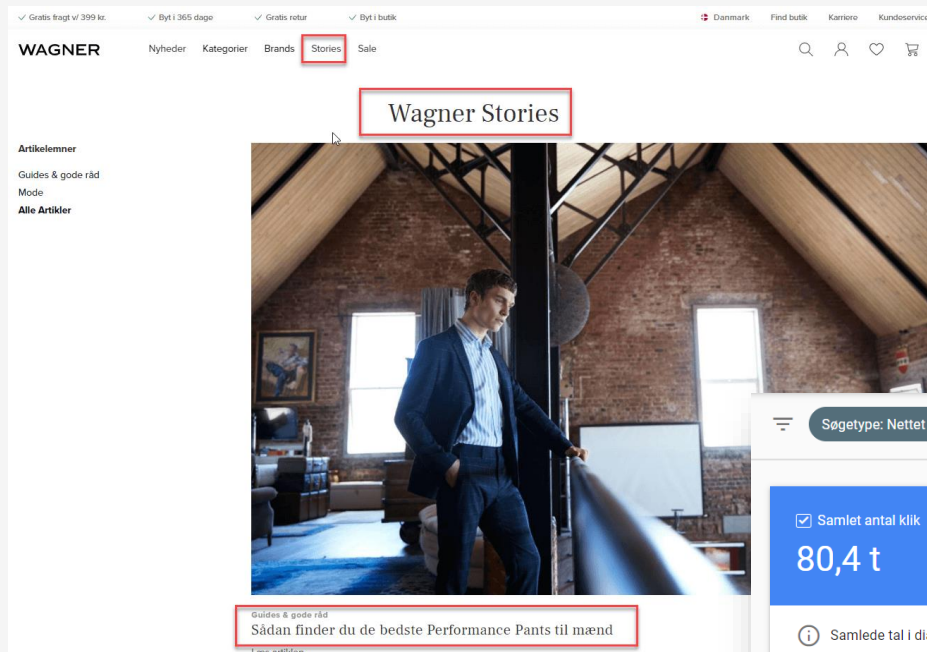 Gratis fragt v/ 399 kr.
Byt i 365 dage
Gratis retur
Byt i butik
Danmark
Find butik
Karriere
Kundeservice
WAGNER
Nyheder
Kategorier
Brands
Stories
Sale
Wagner Stories
Artikelemner
Guides & gode råd
Mode
Alle Artikler
Søgetype: Nettet
Samlet antal klik
80,4 t
Samlede tal i
Guides & gode råd
Sådan finder du de bedste Performance Pants til mænd